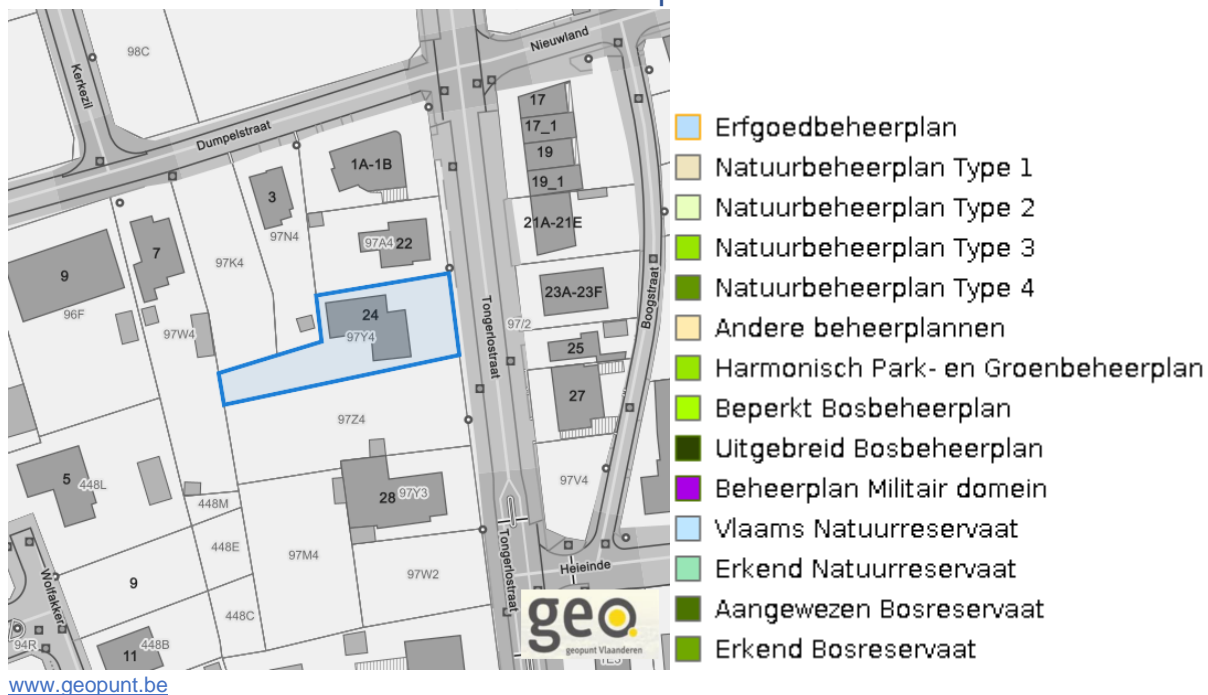 98C
Nieuwland
Kerkezil
Dumpelstraat
17
17_1
1A-1B
19
3
19_1
97N4
21A-21E
97A4 22
7
97K4
9
23A-23F
96F
24
97/2
Boogstraat
97W4
97Y4
Tongerlostraat
25
27
97Z4
5
448L
97V4
28 97Y3
448M
448E
97M4
Tongerlostraat
Heieinde
9
97W2
Wolfakker
448C
94R
448B
11
geo.
geopunt Vlaanderen
1E3
Erfgoedbeheerplan
Natuurbeheerplan Type 1
Natuurbeheerplan Type 2
Natuurbeheerplan Type 3
Natuurbeheerplan Type 4
Andere beheerplannen
Harmonisch Park- en Groenbeheerplan
Beperkt Bosbeheerplan
Uitgebreid Bosbeheerplan
Beheerplan Militair domein
Vlaams Natuurreservaat
Erkend Natuurreservaat
Aangewezen Bosreservaat
Erkend Bosreservaat
www.geopunt.be